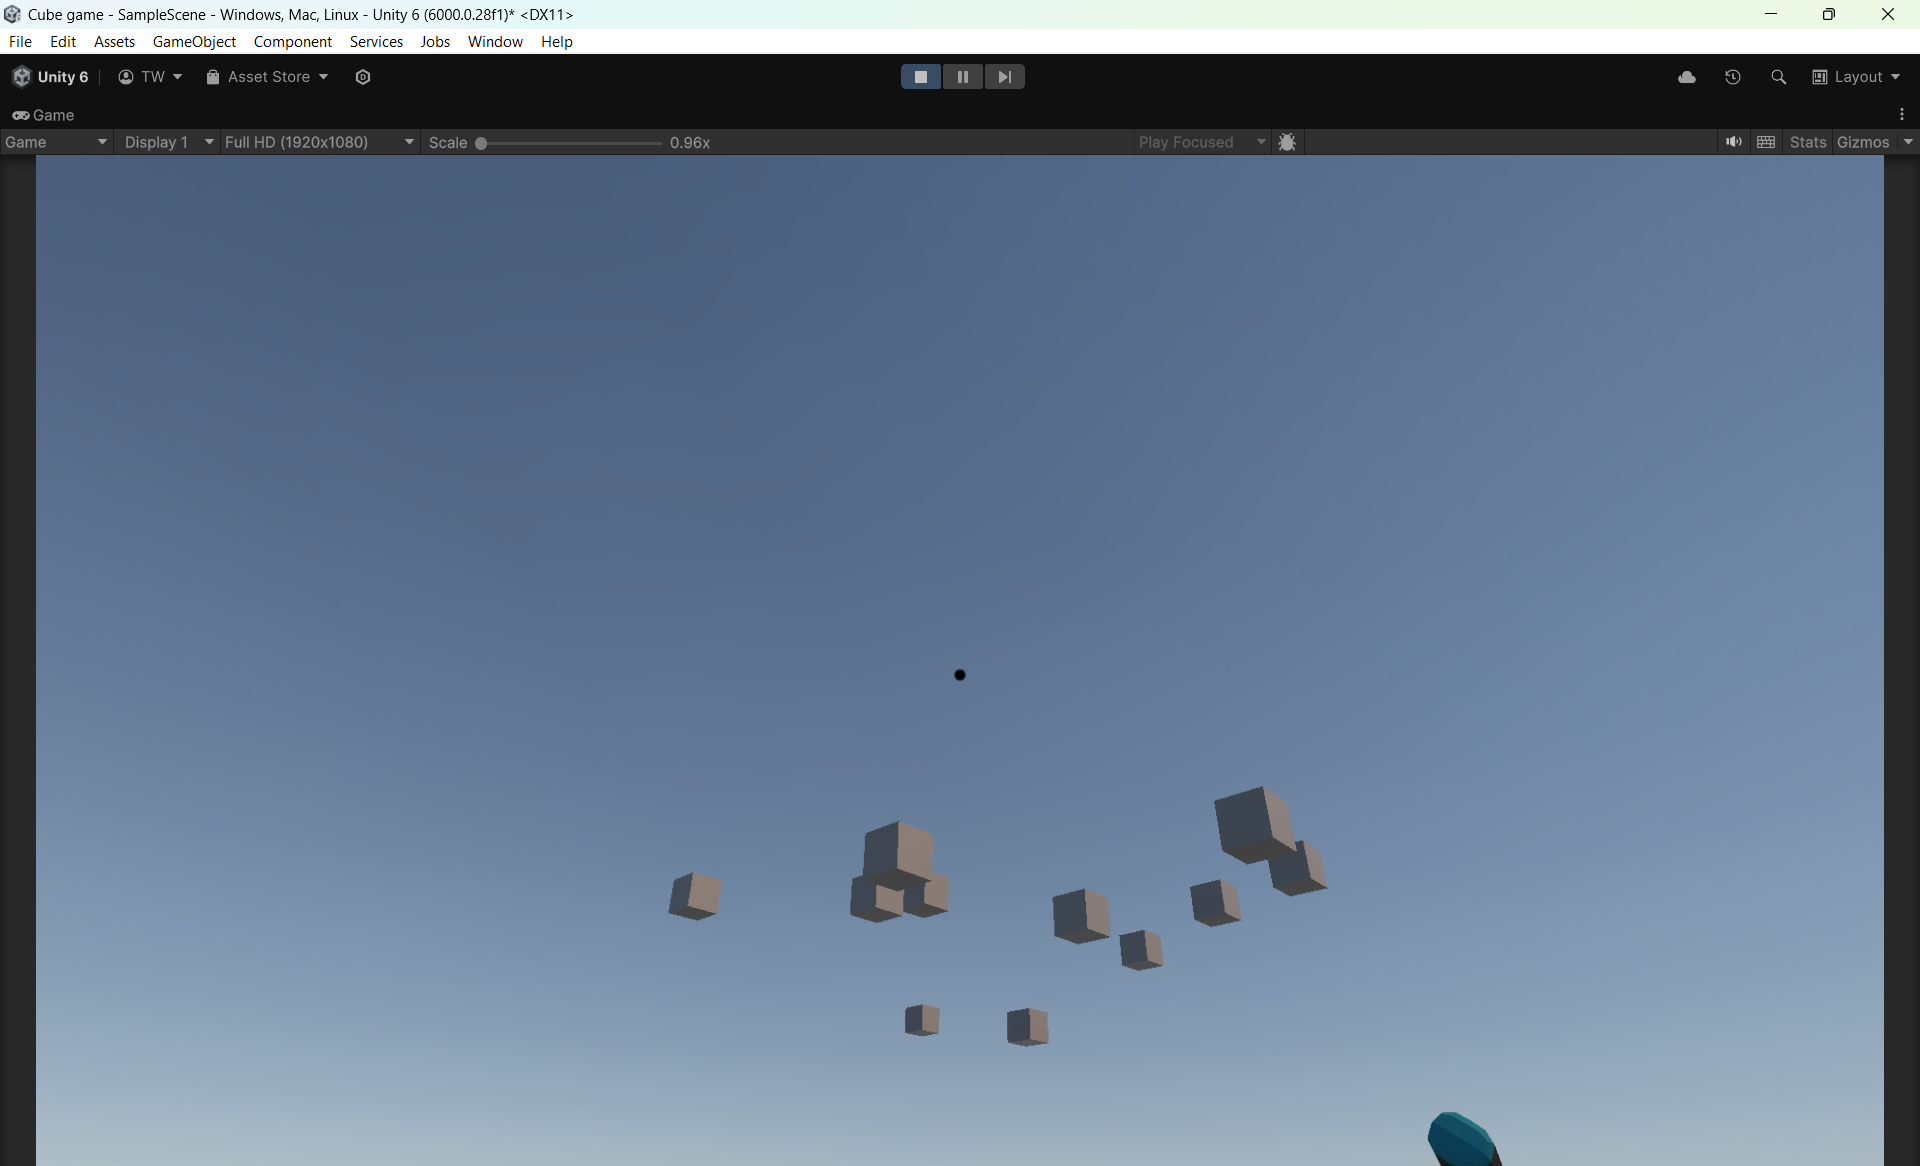 Cube game - SampleScene - Windows, Mac, Linux - Unity 6 (6000.0.28f1)* <DX11>
File Edit Assets GameObject Component Services Jobs Window Help
Unity 6 TW Asset Store Layout
Game
Game Display 1 Full HD (1920x1080) Scale 0.96x Play Focused Stats Gizmos